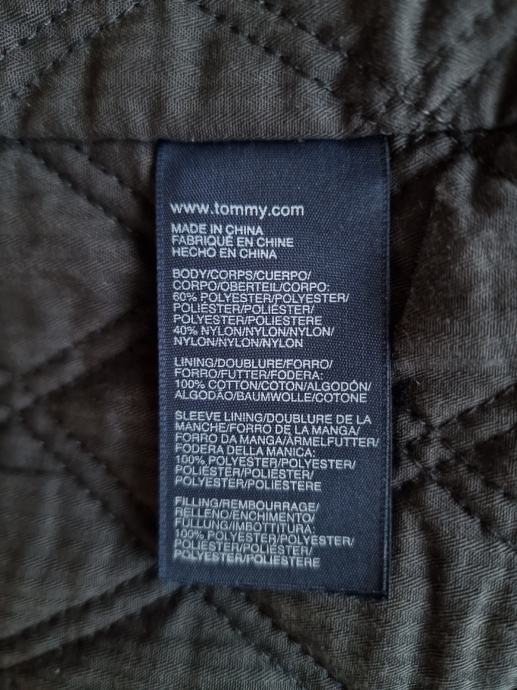 www.tommy.com
MADE IN CHINA
FABRIQUÉ EN CHINE
HECHO EN CHINA
BODY/CORPS/CUERPO/
CORPO/OBERTEIL/CORPO:
60% POLYESTER/POLYESTER/
POLIÉSTER/POLIÉSTER/
POLYESTER/POLIESTERE
40% NYLON/NYLON/NYLON/
NYLON/NYLON/NYLON
LINING/DOUBLURE/FORRO/
FORRO/FUTTER/FODERA:
100% COTTON/COTON/ALGODÓN/
ALGODÃO/BAUMWOLLE/COTONE
SLEEVE LINING/DOUBLURE DE LA
MANCHE/FORRO DE LA MANGA/
FORRO DA MANGA/ÄRMELFUTTER/
FODERA DELLA MANICA:
100% POLYESTER/POLYESTER/
POLIÉSTER/POLIÉSTER/
POLYESTER/POLIESTERE
FILLING/REMBOURRAGE/
RELLENO/ENCHIMENTO/
FÜLLUNG/IMBOTTITURA:
100% POLYESTER/POLYESTER/
POLIÉSTER/POLIÉSTER/
POLYESTER/POLIESTERE